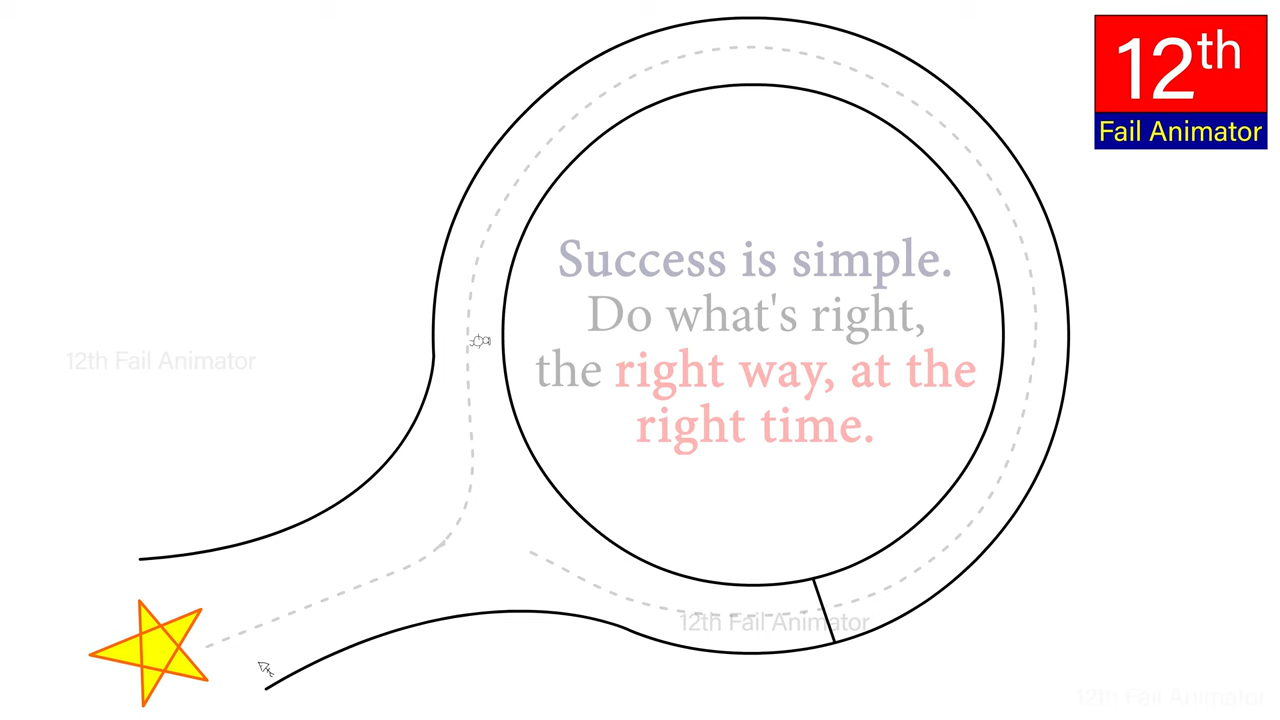 12th
Fail Animator
Success is simple.
Do what's right,
the right way, at the
right time.
12th Fail Animator
12th Fail Animator
12th Fail Animator